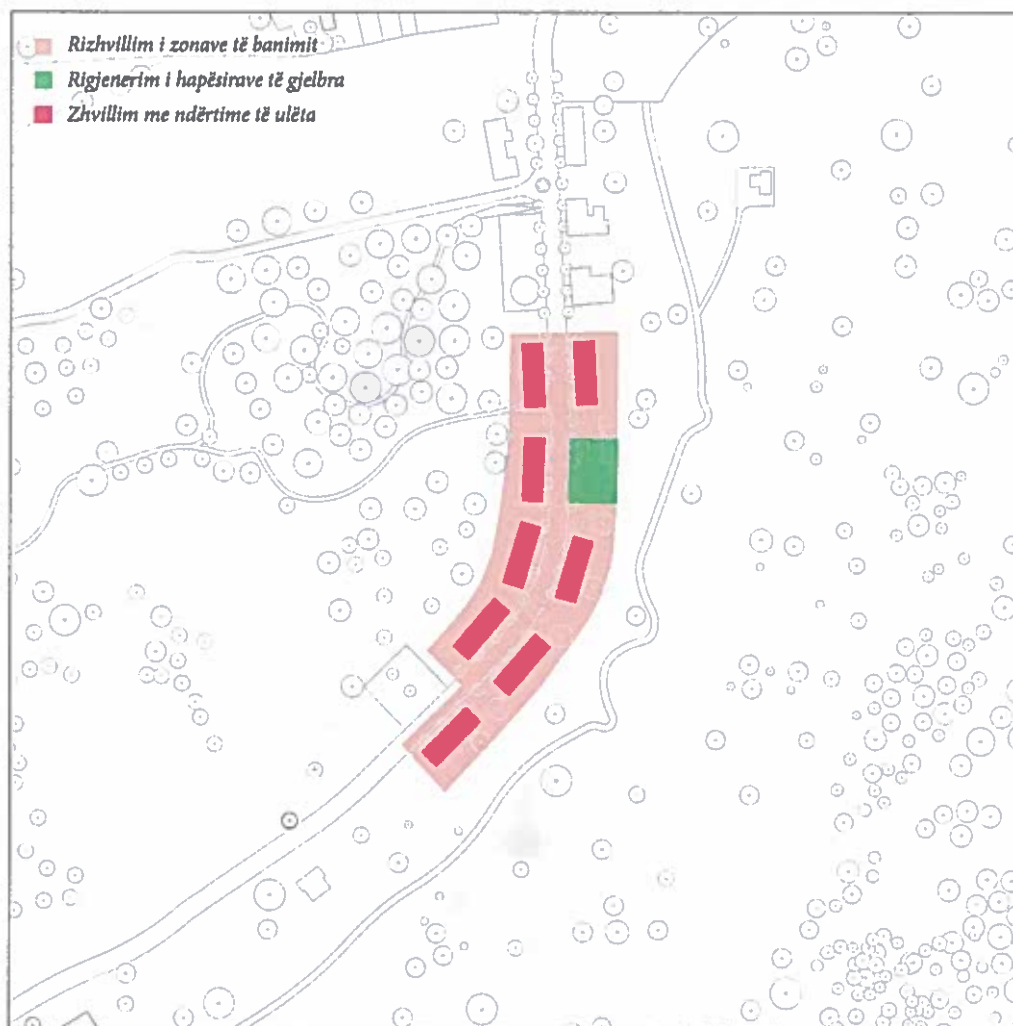 Rizhvillim i zonave të banimit
Rigjenerim i hapësirave të gjelbra
Zhvillim me ndërtime të ulëta